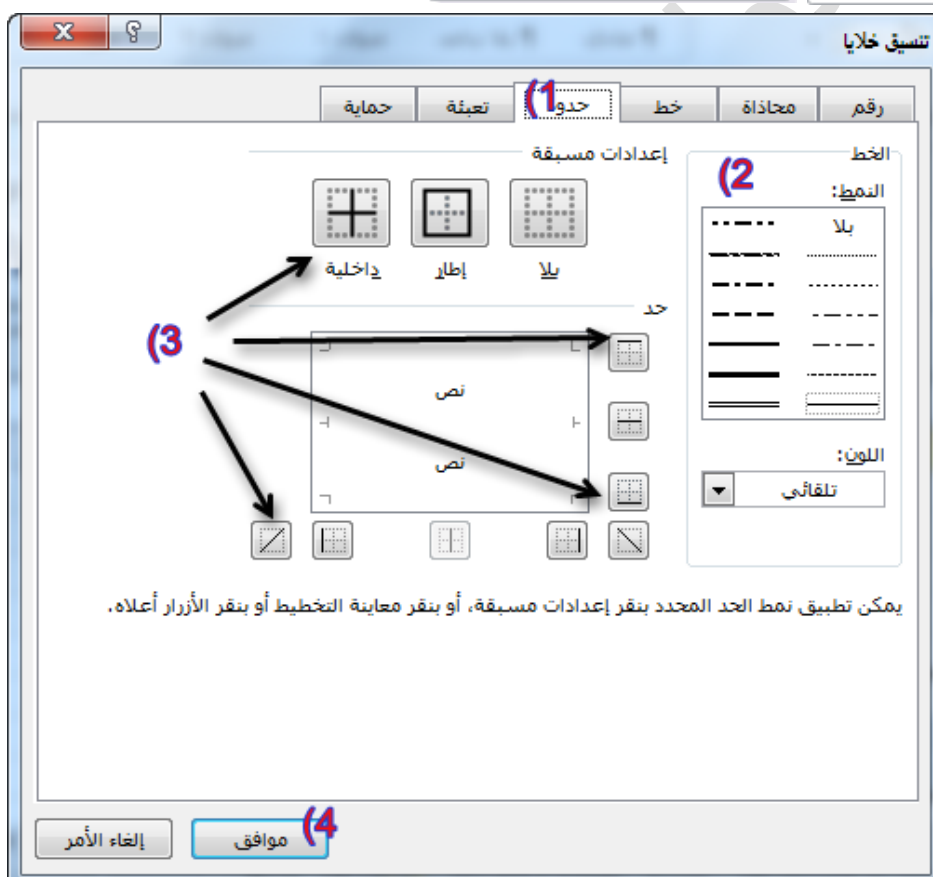 تنسيق خلايا
رقم محاذاة خط حدود تعبئة حماية
(1
الخط
(2
النمط:
بلا
اللون:
تلقائي
إعدادات مسبقة
بلا إطار داخلية
حد
(3
نص
نص
يمكن تطبيق نمط الحد المحدد بنقر إعدادات مسبقة، أو بنقر معاينة التخطيط أو بنقر الأزرار أعلاه.
(4
موافق إلغاء الأمر